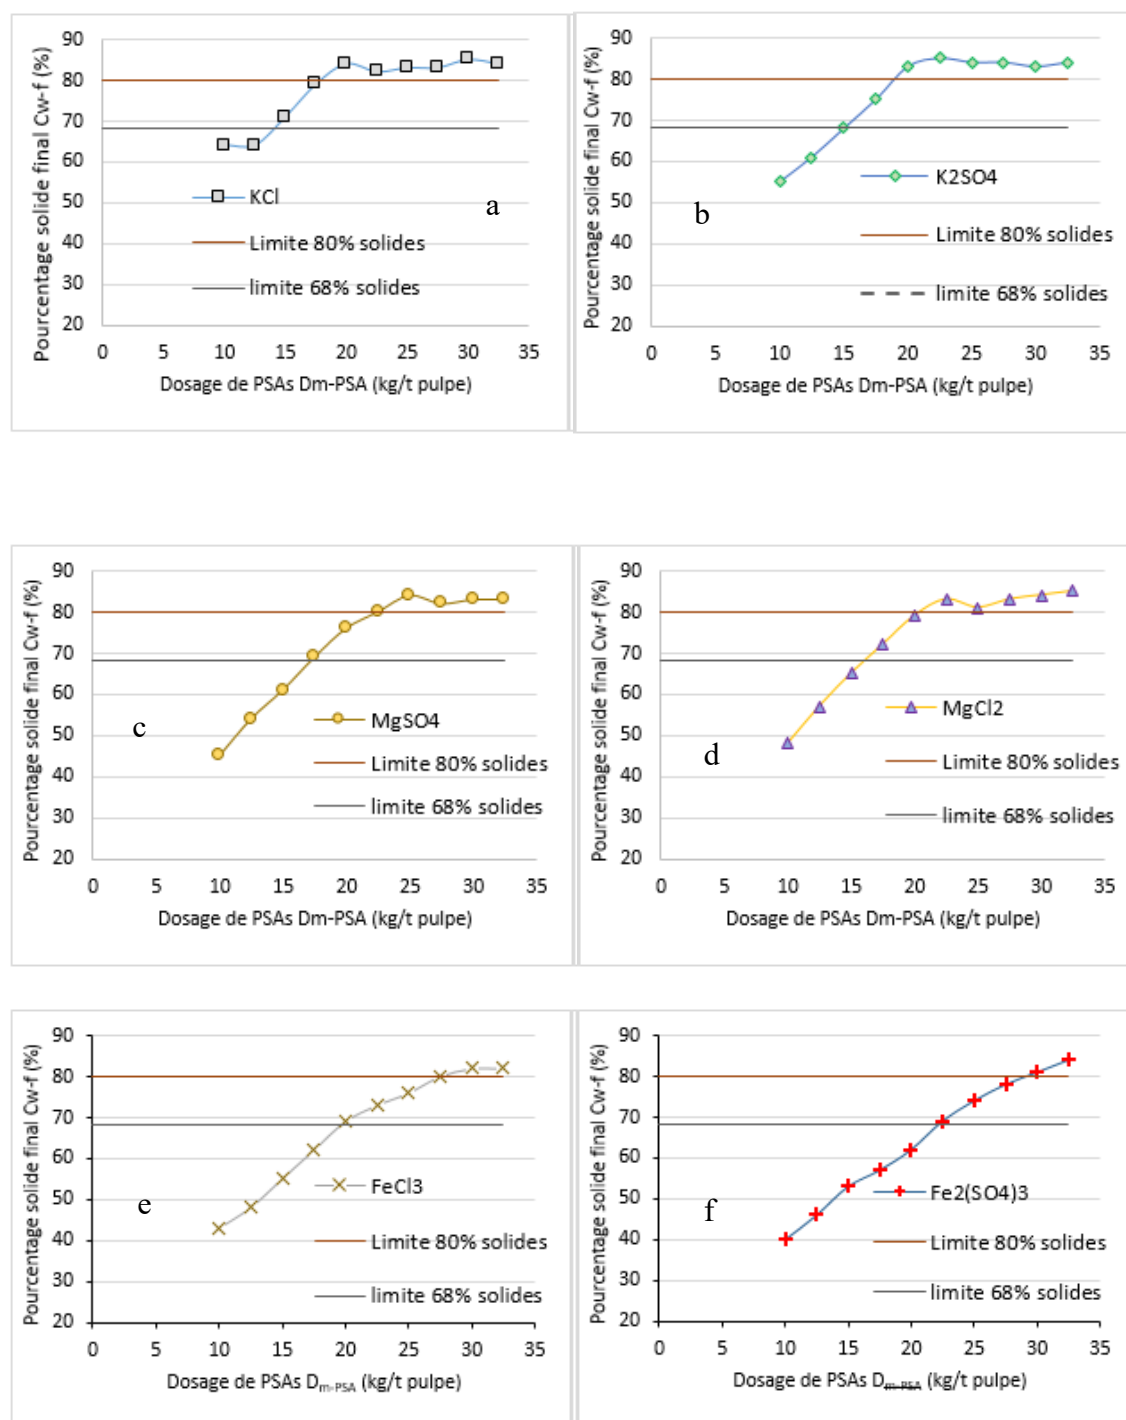 90
80
70
60
50
40
30
20
0 5 10 15 20 25 30 35
Pourcentage solide final Cw-f (%)
Dosage de PSAs Dm-PSA (kg/t pulpe)
KCl
Limite 80% solides
limite 68% solides
a
90
80
70
60
50
40
30
20
0 5 10 15 20 25 30 35
Pourcentage solide final Cw-f (%)
Dosage de PSAs Dm-PSA (kg/t pulpe)
K2SO4
Limite 80% solides
limite 68% solides
b
90
80
70
60
50
40
30
20
0 5 10 15 20 25 30 35
Pourcentage solide final Cw-f (%)
Dosage de PSAs Dm-PSA (kg/t pulpe)
MgSO4
Limite 80% solides
limite 68% solides
c
90
80
70
60
50
40
30
20
0 5 10 15 20 25 30 35
Pourcentage solide final Cw-f (%)
Dosage de PSAs Dm-PSA (kg/t pulpe)
MgCl2
Limite 80% solides
limite 68% solides
d
90
80
70
60
50
40
30
20
0 5 10 15 20 25 30 35
Pourcentage solide final Cw-f (%)
Dosage de PSAs Dm-PSA (kg/t pulpe)
FeCl3
Limite 80% solides
limite 68% solides
e
90
80
70
60
50
40
30
20
0 5 10 15 20 25 30 35
Pourcentage solide final Cw-f (%)
Dosage de PSAs Dm-PSA (kg/t pulpe)
Fe2(SO4)3
Limite 80% solides
limite 68% solides
f